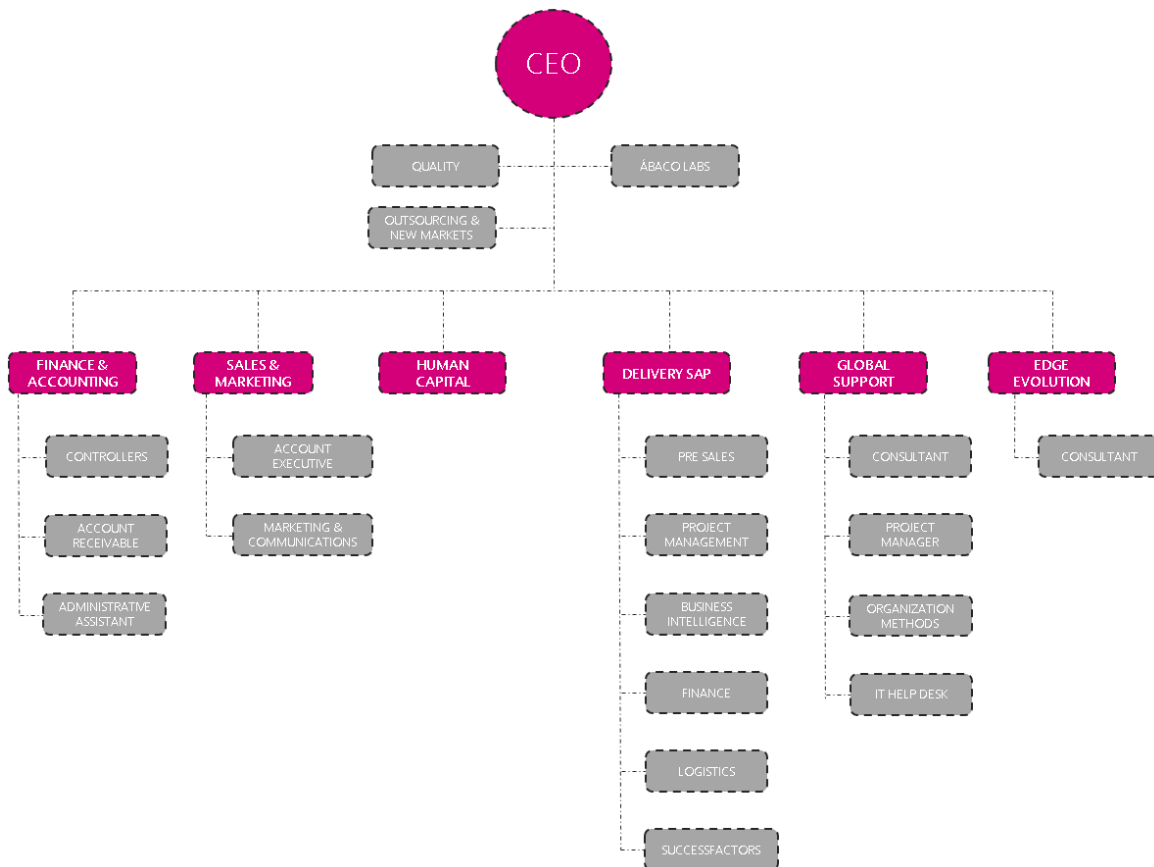 CEO
QUALITY
ÁBACO LABS
OUTSOURCING &
NEW MARKETS
FINANCE &
ACCOUNTING
SALES &
MARKETING
HUMAN
CAPITAL
DELIVERY SAP
GLOBAL
SUPPORT
EDGE
EVOLUTION
CONTROLLERS
ACCOUNT
RECEIVABLE
ADMINISTRATIVE
ASSISTANT
ACCOUNT
EXECUTIVE
MARKETING &
COMMUNICATIONS
PRE SALES
PROJECT
MANAGEMENT
BUSINESS
INTELLIGENCE
FINANCE
LOGISTICS
SUCCESSFACTORS
CONSULTANT
PROJECT
MANAGER
ORGANIZATION
METHODS
IT HELP DESK
CONSULTANT